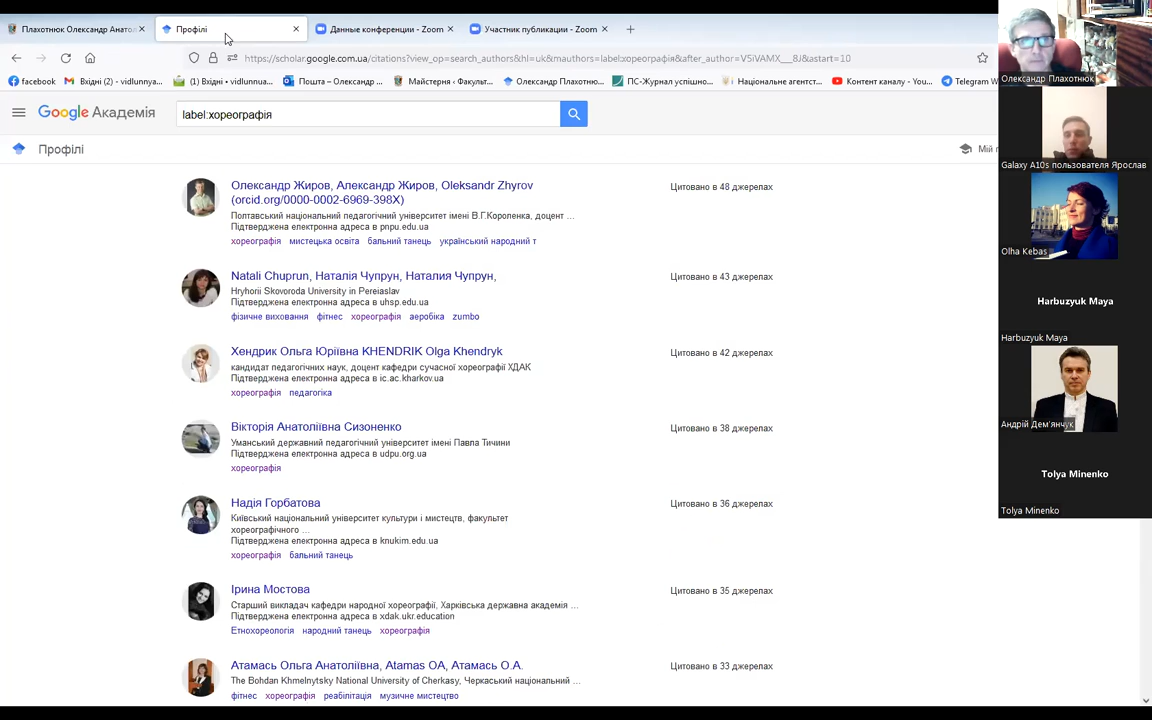 Плахотнюк Олександр Анатол
Профілі
Данные конференции - Zoom
Участник публикации - Zoom
https://scholar.google.com.ua/citations?view_op=search_authors&hl=uk&mauthors=label:хореографія&after_author=V5iVAMX__8J&astart=10
facebook
Вхідні (2) - vidlunnya...
(1) Вхідні - vidlunnua...
Пошта – Олександр ...
Майстерня - Факульт...
Олександр Плахотню...
ПС-Журнал успішно...
Національне агентст...
Контент каналу - You...
Telegram W
Google Академія
label:хореографія
Профілі
Мій п
Олександр Жиров, Александр Жиров, Oleksandr Zhyrov
(orcid.org/0000-0002-6969-398X)
Цитовано в 48 джерелах
Полтавський національний педагогічний університет імені В.Г.Короленка, доцент ...
Підтверджена електронна адреса в pnpu.edu.ua
хореографія мистецька освіта бальний танець український народний т
Natali Chuprun, Наталія Чупрун, Наталия Чупрун,
Цитовано в 43 джерелах
Hryhorii Skovoroda University in Pereiaslav
Підтверджена електронна адреса в uhsp.edu.ua
фізичне виховання фітнес хореографія аеробіка zumbo
Хендрик Ольга Юріївна KHENDRIK Olga Khendryk
Цитовано в 42 джерелах
кандидат педагогічних наук, доцент кафедри сучасної хореографії ХДАК
Підтверджена електронна адреса в ic.ac.kharkov.ua
хореографія педагогіка
Вікторія Анатоліївна Сизоненко
Цитовано в 38 джерелах
Уманський державний педагогічний університет імені Павла Тичини
Підтверджена електронна адреса в udpu.org.ua
хореографія
Надія Горбатова
Цитовано в 36 джерелах
Київський національний університет культури і мистецтв, факультет
хореографічного ...
Підтверджена електронна адреса в knukim.edu.ua
хореографія бальний танець
Ірина Мостова
Цитовано в 35 джерелах
Старший викладач кафедри народної хореографії, Харківська державна академія ...
Підтверджена електронна адреса в xdak.ukr.education
Етнохореологія народний танець хореографія
Атамась Ольга Анатоліївна, Atamas OA, Атамась О.А.
Цитовано в 33 джерелах
The Bohdan Khmelnytsky National University of Cherkasy, Черкаський національний ...
фітнес хореографія реабілітація музичне мистецтво
Олександр Плахотнюк
Galaxy A10s пользователя Ярослав
Olha Kebas
Harbuzyuk Maya
Harbuzyuk Maya
Андрій Дем'янчук
Tolya Minenko
Tolya Minenko